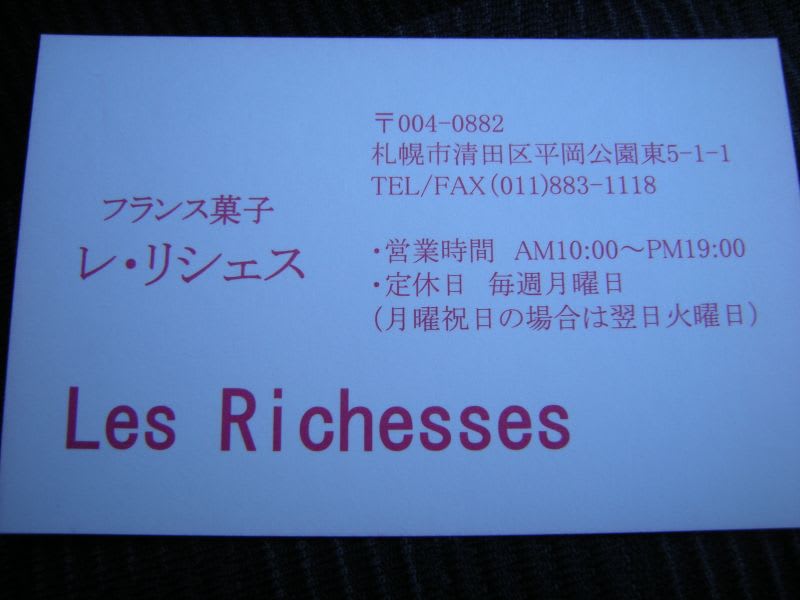 フランス菓子
レ・リシェス
〒004-0882
札幌市清田区平岡公園東5-1-1
TEL/FAX(011)883-1118
・営業時間 AM10:00～PM19:00
・定休日 毎週月曜日
(月曜祝日の場合は翌日火曜日)
Les Richesses